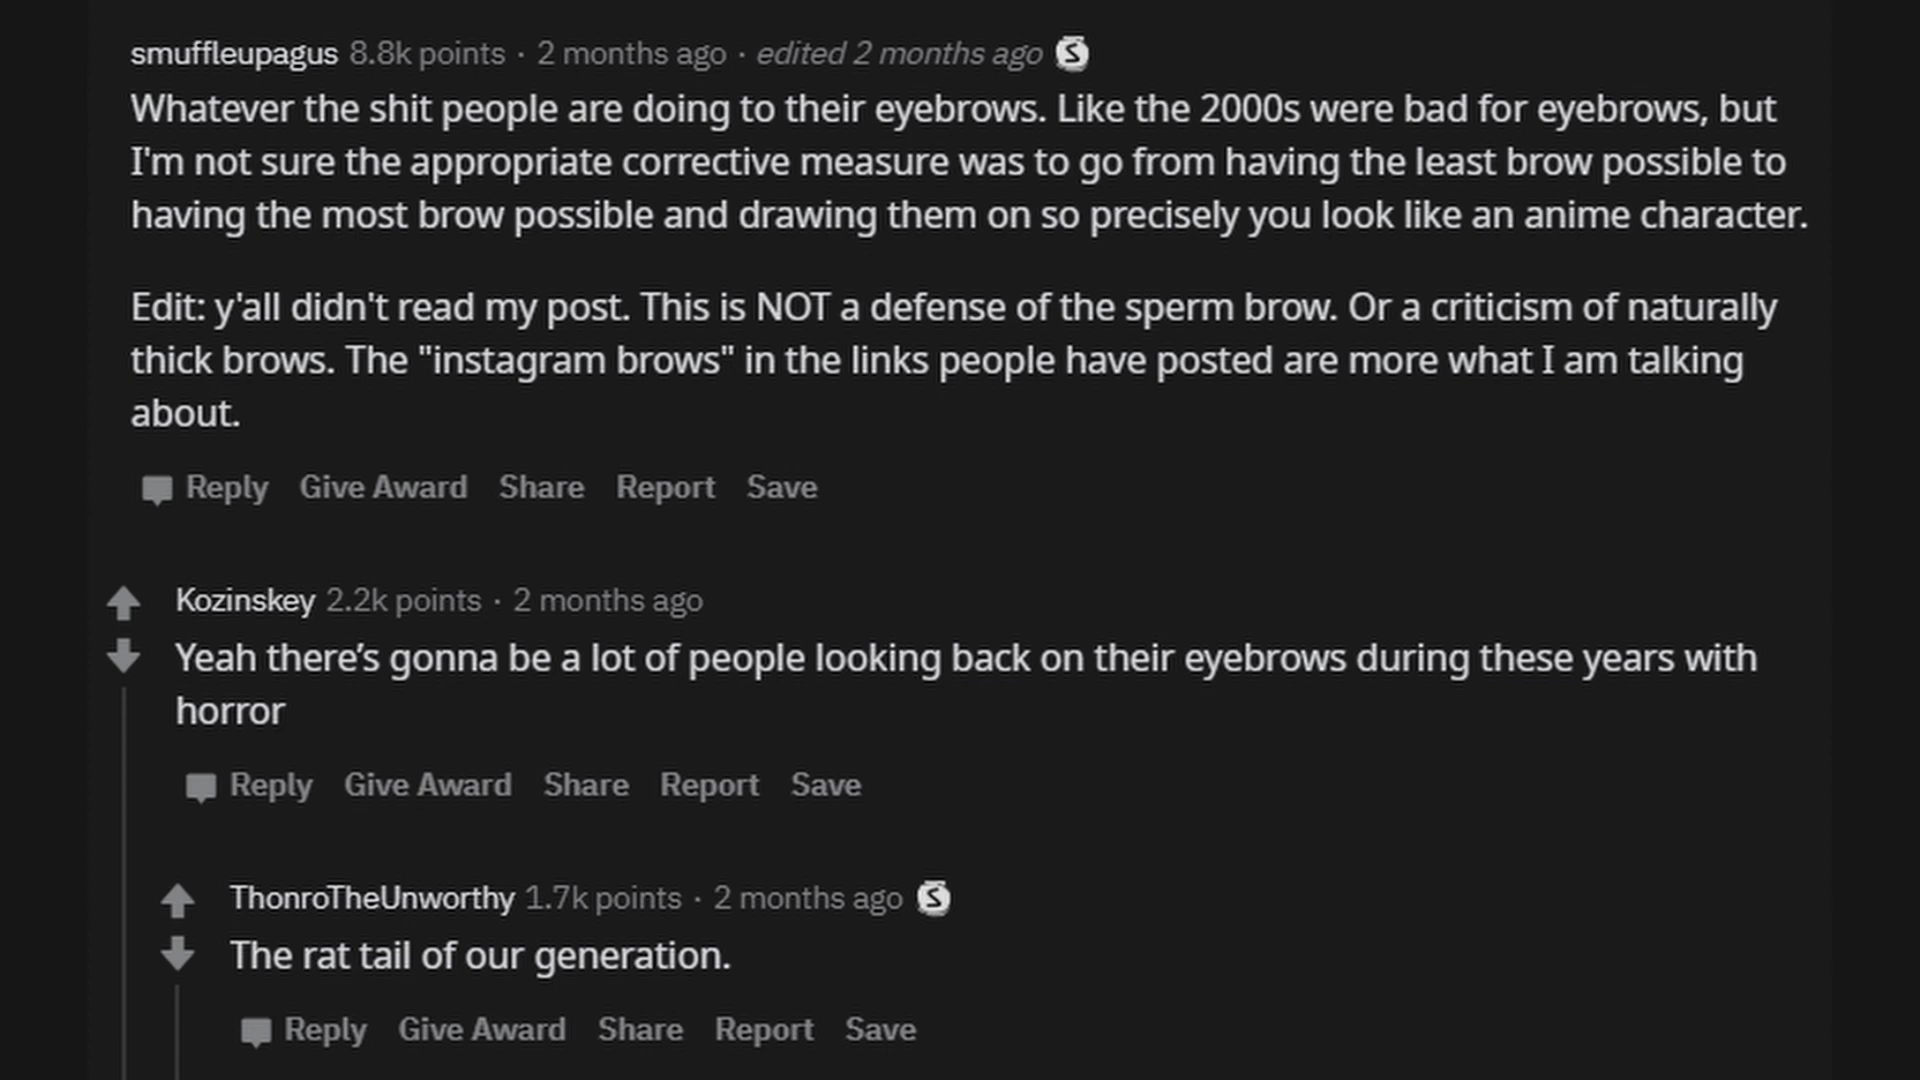 smuffleupagus 8.8k points · 2 months ago · edited 2 months ago S
Whatever the shit people are doing to their eyebrows. Like the 2000s were bad for eyebrows, but
I'm not sure the appropriate corrective measure was to go from having the least brow possible to
having the most brow possible and drawing them on so precisely you look like an anime character.
Edit: y'all didn't read my post. This is NOT a defense of the sperm brow. Or a criticism of naturally
thick brows. The "instagram brows" in the links people have posted are more what I am talking
about.
Reply Give Award Share Report Save
Kozinskey 2.2k points · 2 months ago
Yeah there’s gonna be a lot of people looking back on their eyebrows during these years with
horror
Reply Give Award Share Report Save
ThonroTheUnworthy 1.7k points · 2 months ago S
The rat tail of our generation.
Reply Give Award Share Report Save